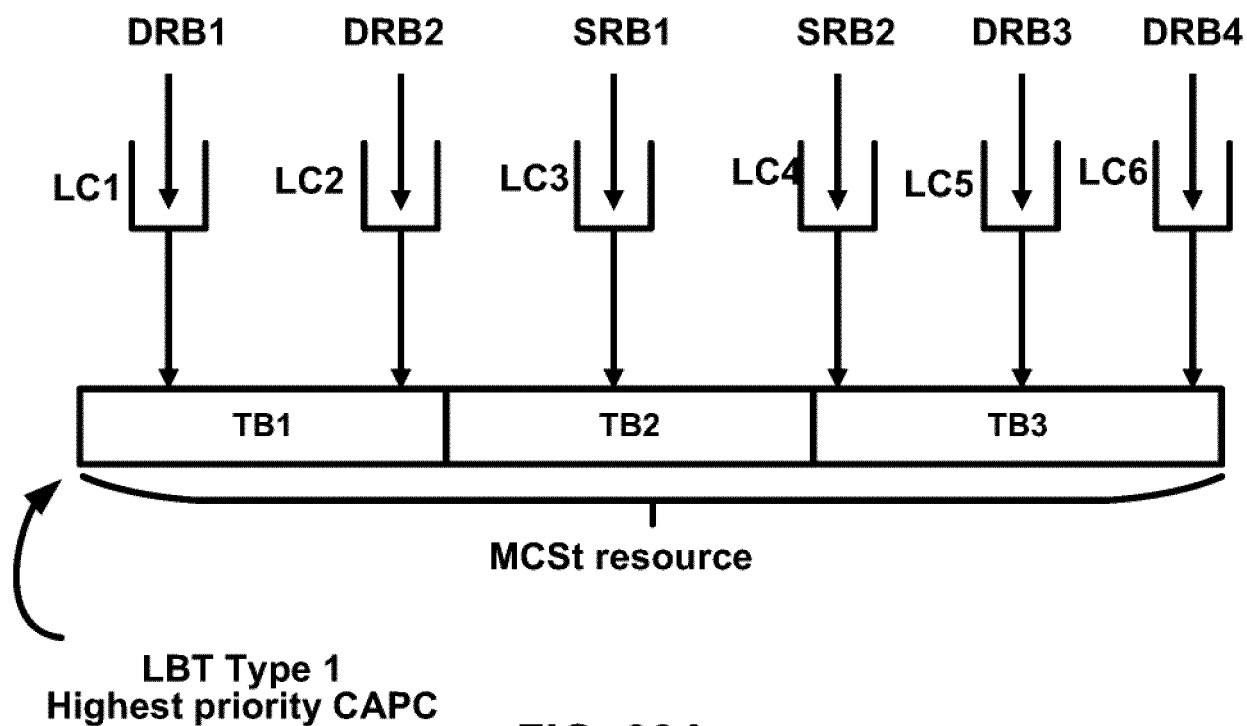 DRB1 DRB2 SRB1 SRB2 DRB3 DRB4
LC1 LC2 LC3 LC4 LC5 LC6
TB1 TB2 TB3
MCSt resource
LBT Type 1
Highest priority CAPC